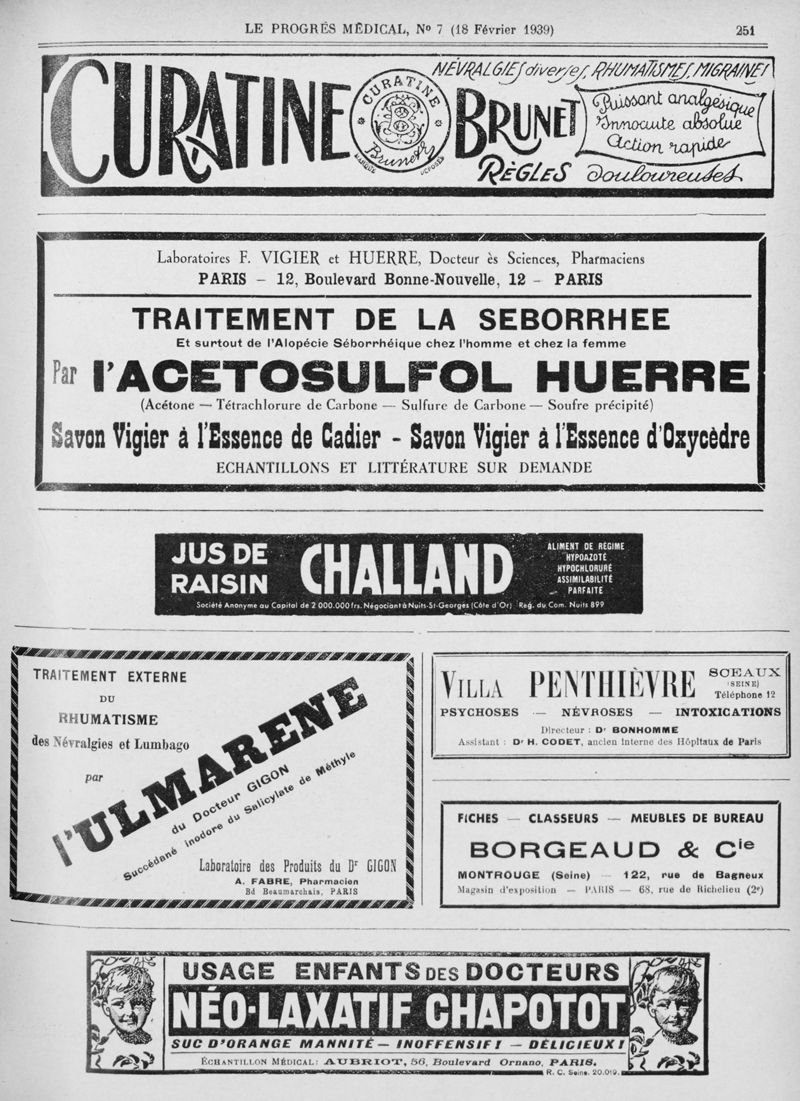 LE PROGRÉS MÉDICAL, No 7 (18 Février 1939) 251
CURATINE
CURATINE
Brunet
MARQUE DEPOSEE
BRUNET
NÉVRALGIES diverses, RHUMATISMES, MIGRAINES
Puissant analgésique
Innocuité absolue
Action rapide
RÈGLES douloureuses
Laboratoires F. VIGIER et HUERRE, Docteur ès Sciences, Pharmaciens
PARIS – 12, Boulevard Bonne-Nouvelle, 12 – PARIS
TRAITEMENT DE LA SEBORRHEE
Et surtout de l'Alopécie Séborrhéique chez l'homme et chez la femme
Par l'ACETOSULFOL HUERRE
(Acétone — Tétrachlorure de Carbone — Sulfure de Carbone — Soufre précipité)
Savon Vigier à l'Essence de Cadier - Savon Vigier à l'Essence d'Oxycèdre
ECHANTILLONS ET LITTÉRATURE SUR DEMANDE
JUS DE RAISIN
CHALLAND
ALIMENT DE RÉGIME
HYPOAZOTÉ
HYPOCHLORURÉ
ASSIMILABILITÉ
PARFAITE
Société Anonyme au Capital de 2 000.000 frs. Négociant à Nuits-St-Georges (Côte d'Or) Reg. du Com. Nuits 899
TRAITEMENT EXTERNE
DU
RHUMATISME
des Névralgies et Lumbago
par
l'ULMARENE
du Docteur GIGON
Succédané inodore du Salicylate de Méthyle
Laboratoire des Produits du Dr GIGON
A. FABRE, Pharmacien
Bd Beaumarchais, PARIS
VILLA PENTHIÈVRE
SCEAUX
(SEINE)
Téléphone 12
PSYCHOSES — NÉVROSES — INTOXICATIONS
Directeur : Dr BONHOMME
Assistant : Dr H. CODET, ancien interne des Hôpitaux de Paris
FICHES — CLASSEURS — MEUBLES DE BUREAU
BORGEAUD & Cie
MONTROUGE (Seine) — 122, rue de Bagneux
Magasin d'exposition — PARIS — 68, rue de Richelieu (2e)
USAGE ENFANTS DES DOCTEURS
NÉO-LAXATIF CHAPOTOT
SUC D'ORANGE MANNITÉ — INOFFENSIF ! — DÉLICIEUX !
ÉCHANTILLON MÉDICAL : AUBRIOT, 56, Boulevard Ornano, PARIS.
R. C. Seine. 20.019.